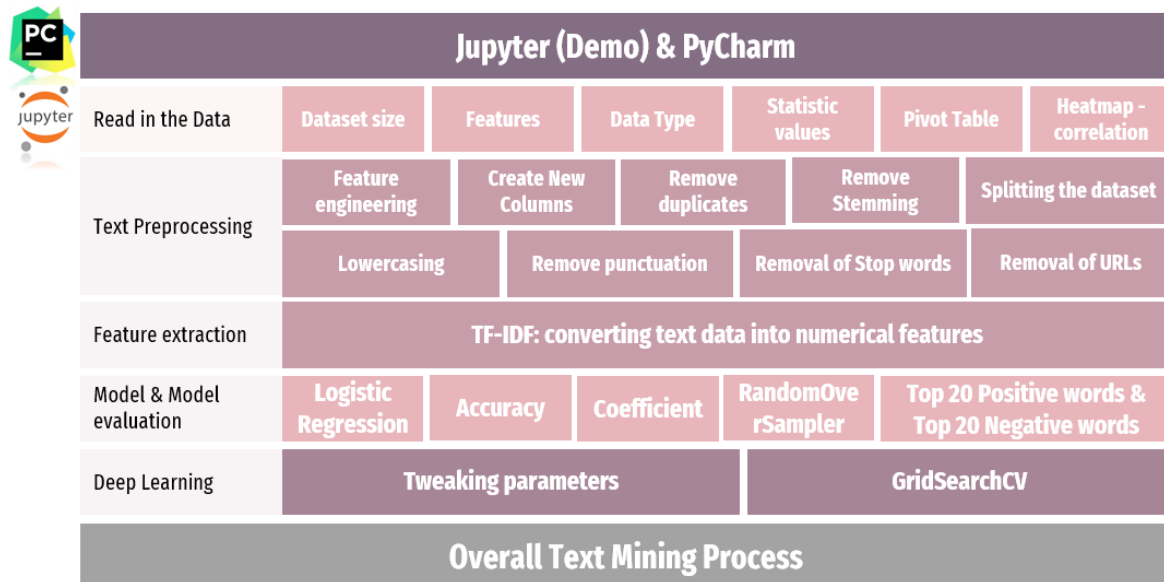 PC
Jupyter (Demo) & PyCharm
jupyter
Read in the Data
Dataset size
Features
Data Type
Statistic
values
Pivot Table
Heatmap -
correlation
Text Preprocessing
Feature
engineering
Create New
Columns
Remove
duplicates
Remove
Stemming
Splitting the dataset
Lowercasing
Remove punctuation
Removal of Stop words
Removal of URLs
Feature extraction
TF-IDF: converting text data into numerical features
Model & Model
evaluation
Logistic
Regression
Accuracy
Coefficient
RandomOve
rSampler
Top 20 Positive words &
Top 20 Negative words
Deep Learning
Tweaking parameters
GridSearchCV
Overall Text Mining Process